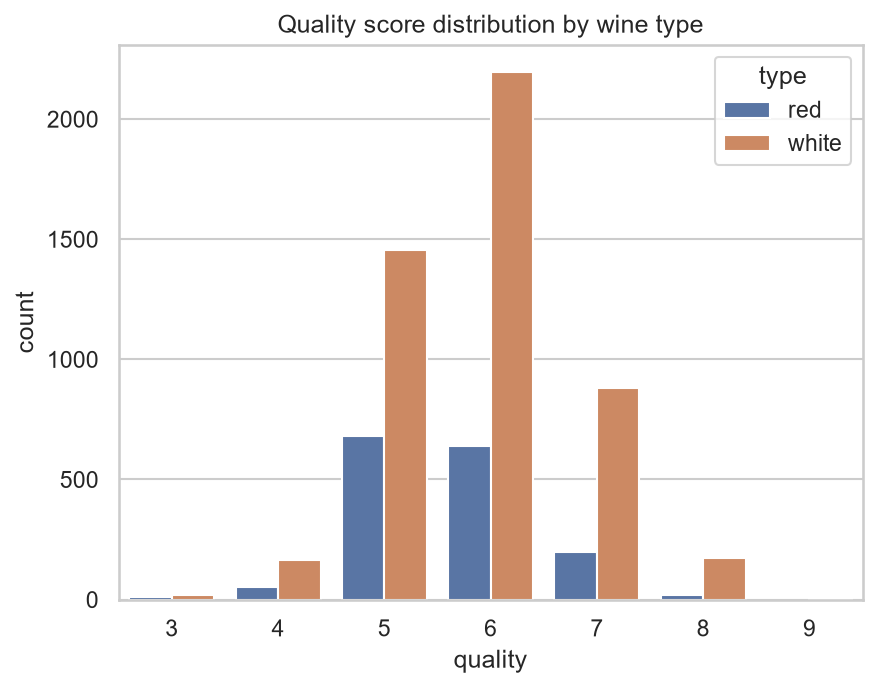 Quality score distribution by wine type
type
red
white
2000
1500
1000
500
0
count
3 4 5 6 7 8 9
quality